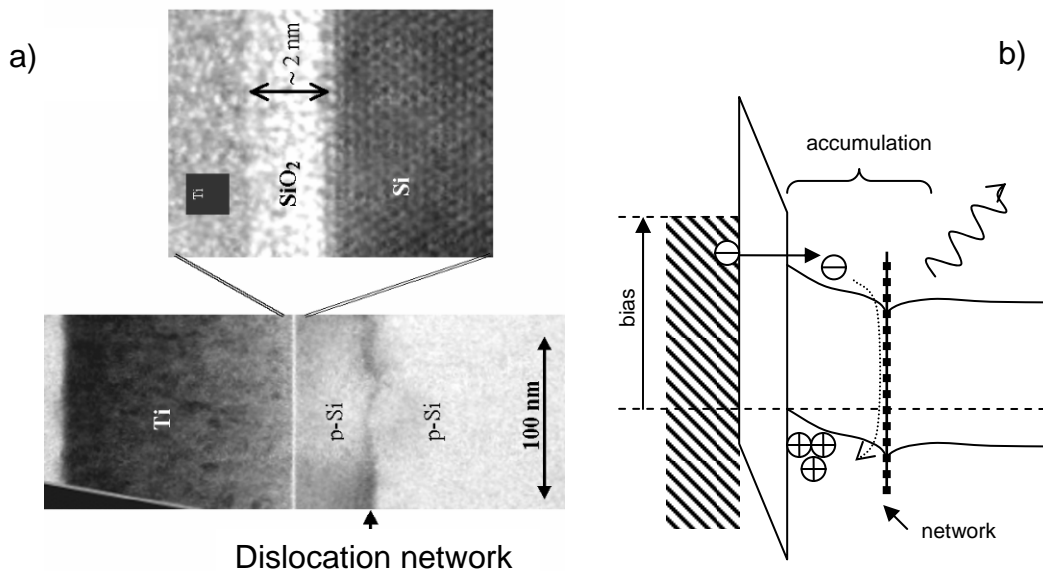 a)
~ 2 nm
Ti
SiO₂
Si
Ti
p-Si
p-Si
100 nm
Dislocation network
b)
accumulation
bias
network